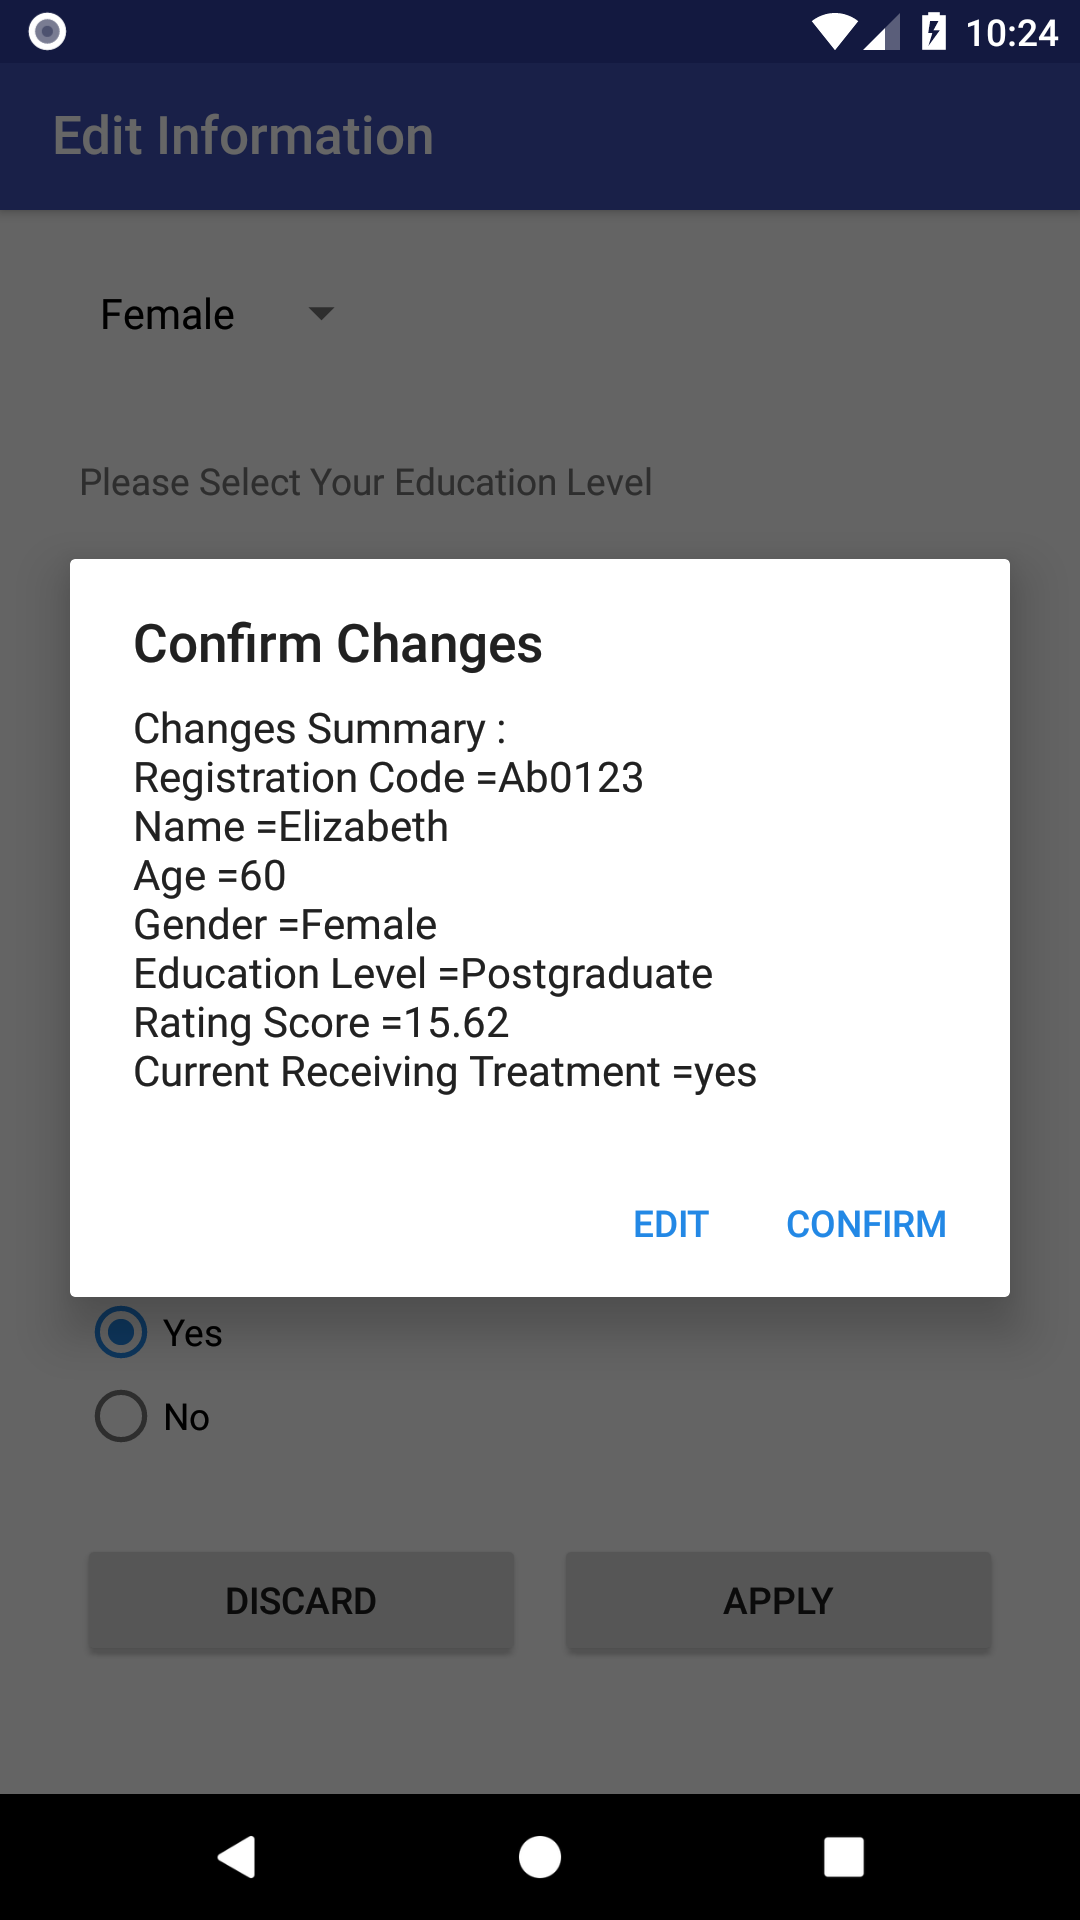 10:24
Edit Information
Female
Please Select Your Education Level
Confirm Changes
Changes Summary :
Registration Code =Ab0123
Name =Elizabeth
Age =60
Gender =Female
Education Level =Postgraduate
Rating Score =15.62
Current Receiving Treatment =yes
EDIT CONFIRM
Yes
No
DISCARD APPLY